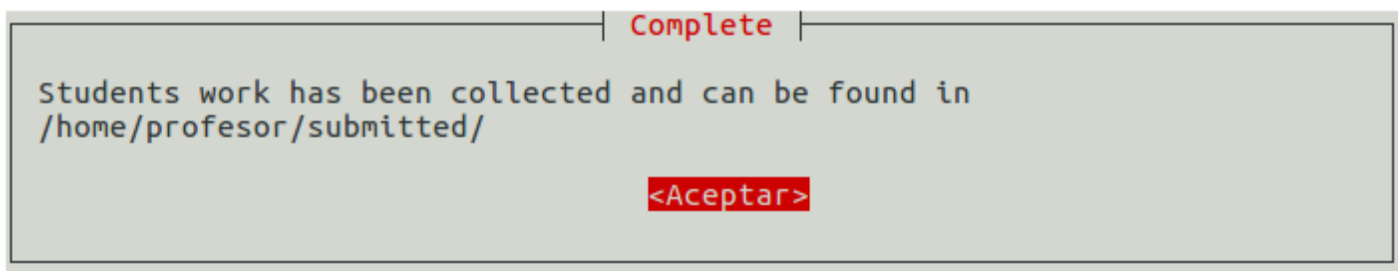 Complete
Students work has been collected and can be found in
/home/profesor/submitted/
<Aceptar>